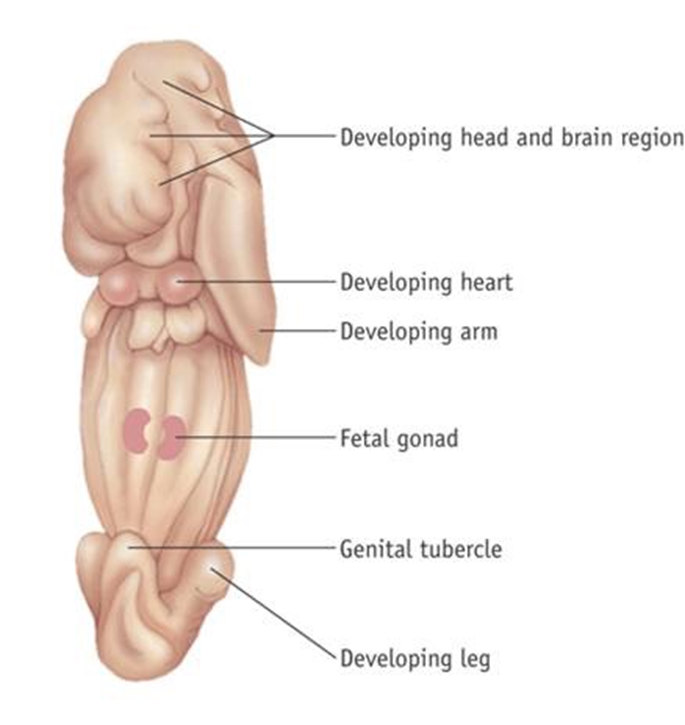 Developing head and brain region
Developing heart
Developing arm
Fetal gonad
Genital tubercle
Developing leg